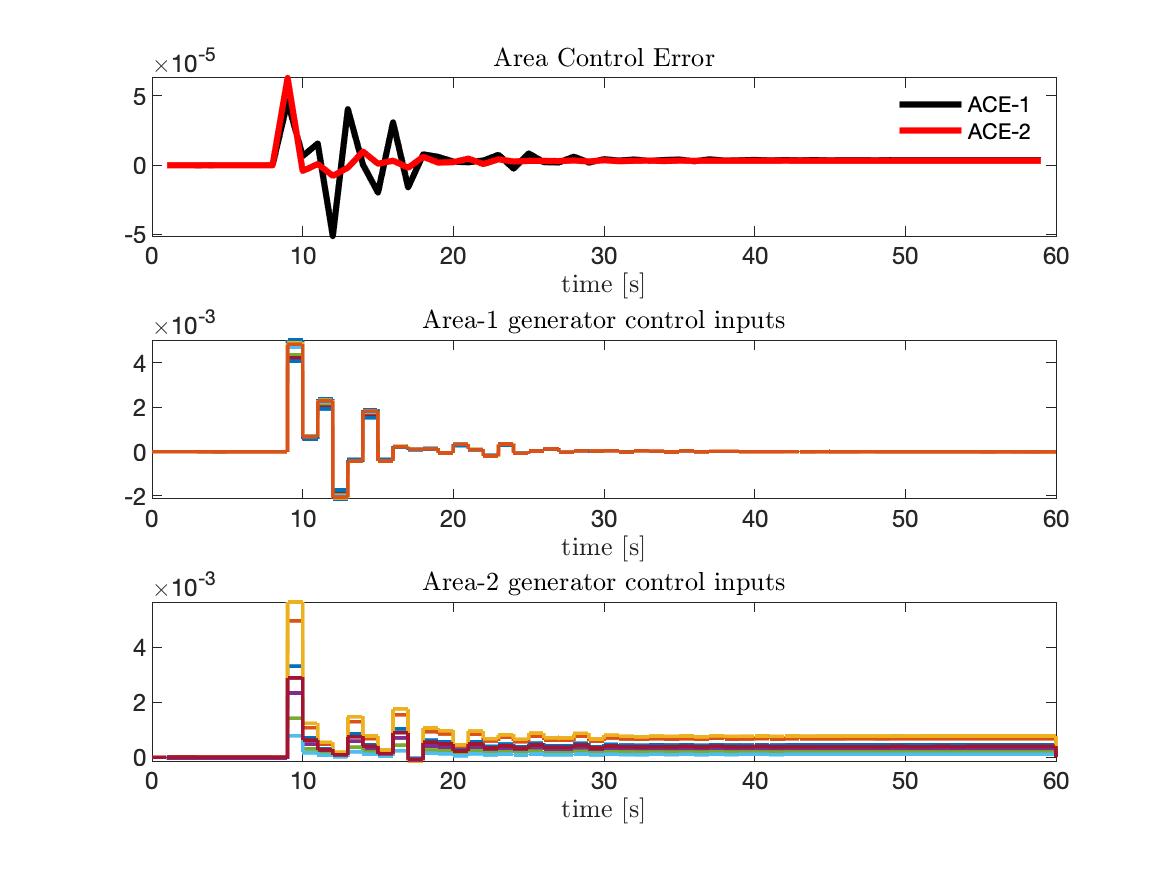 ×10-5
Area Control Error
5
0
-5
ACE-1
ACE-2
0 10 20 30 40 50 60
time [s]
×10-3
Area-1 generator control inputs
4
2
0
-2
0 10 20 30 40 50 60
time [s]
×10-3
Area-2 generator control inputs
4
2
0
0 10 20 30 40 50 60
time [s]